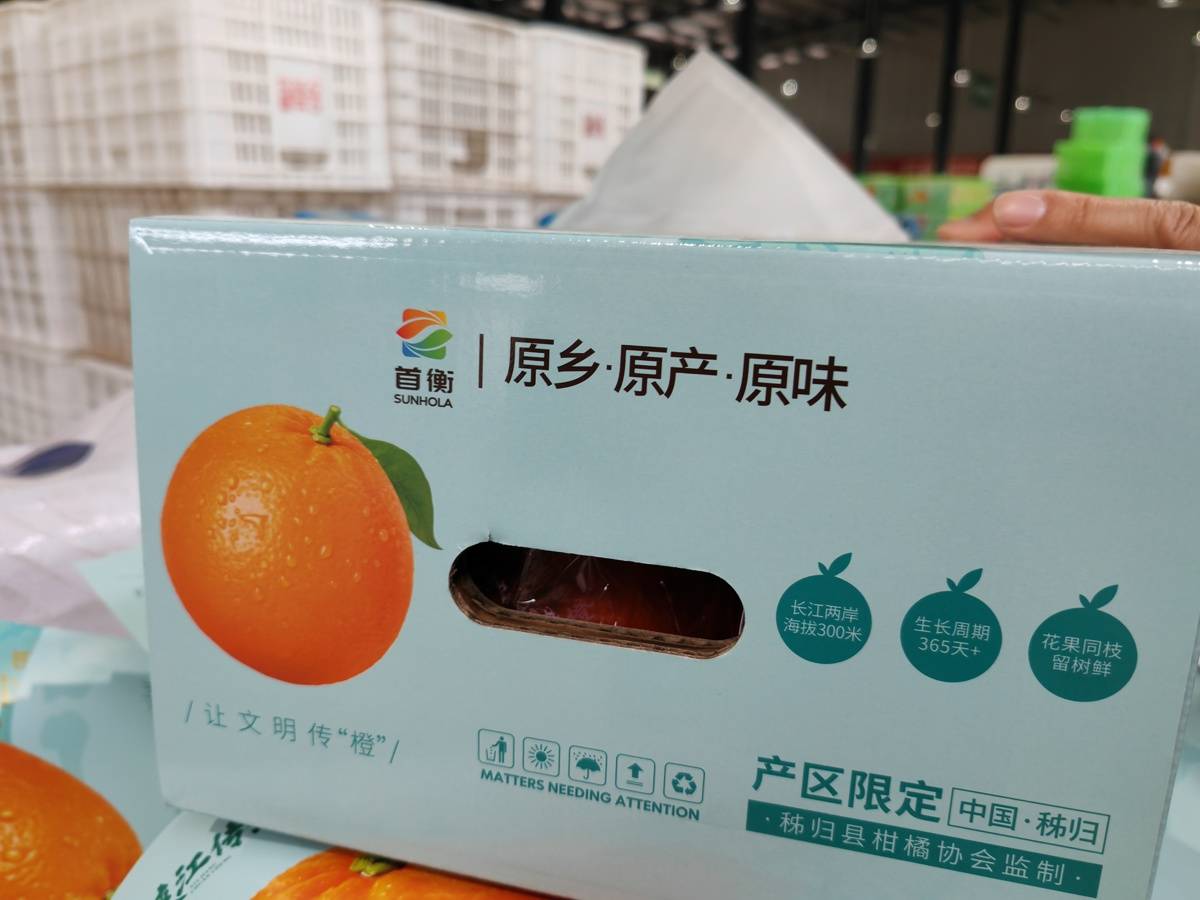 首衡
SUNHOLA
原乡·原产·原味
长江两岸
海拔300米
生长周期
365天+
花果同枝
留树鲜
/让文明传“橙”/
MATTERS NEEDING ATTENTION
产区限定
中国·秭归
·秭归县柑橘协会监制·